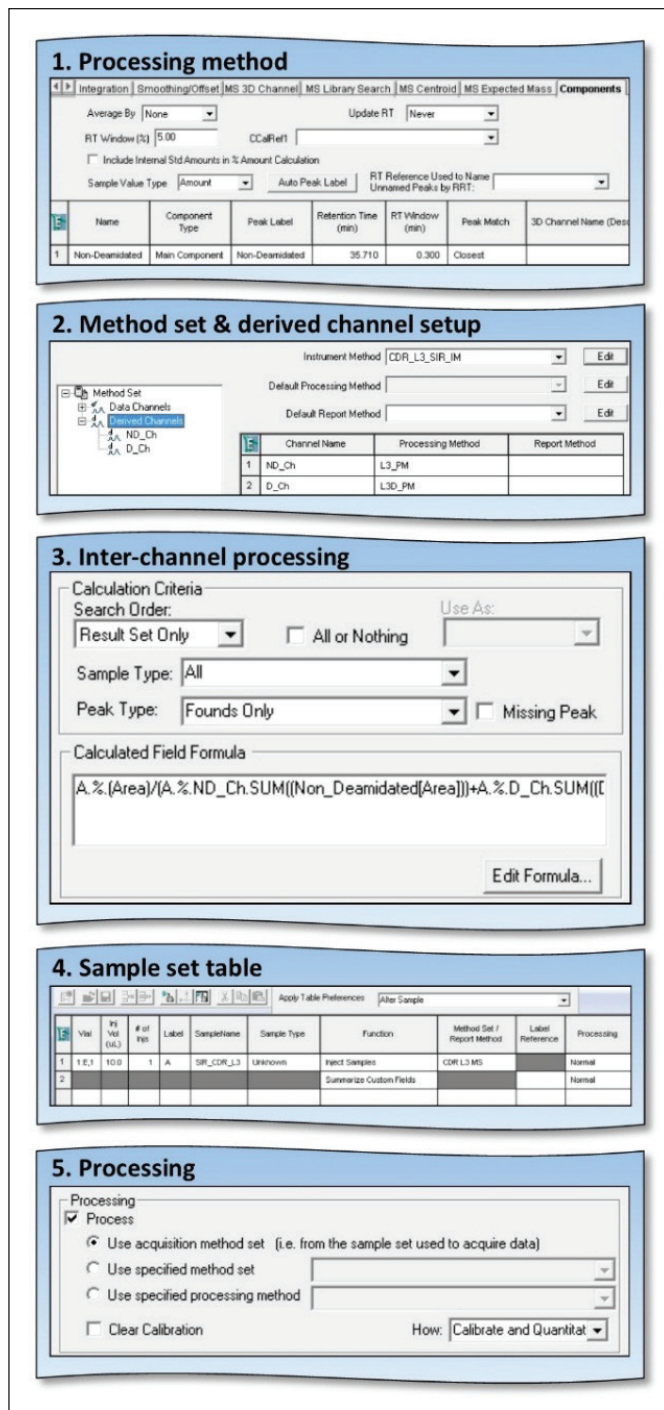 1. Processing method
Integration Smoothing/Offset MS 3D Channel MS Library Search MS Centroid MS Expected Mass Components
Average By None Update RT Never
RT Window (%) 5.00 CCalRef1
Include Internal Std Amounts in % Amount Calculation
Sample Value Type Amount Auto Peak Label RT Reference Used to Name Unnamed Peaks by RRT:
Name Component Type Peak Label Retention Time (min) RT Window (min) Peak Match 3D Channel Name (Desc
1 Non-Deamidated Main Component Non-Deamidated 35.710 0.300 Closest
2. Method set & derived channel setup
Instrument Method CDR_L3_SIR_IM Edit
Default Processing Method Edit
Default Report Method Edit
Method Set
Data Channels
Derived Channels
ND_Ch
D_Ch
Channel Name Processing Method Report Method
1 ND_Ch L3_PM
2 D_Ch L3D_PM
3. Inter-channel processing
Calculation Criteria
Search Order: Use As:
Result Set Only All or Nothing
Sample Type: All
Peak Type: Founds Only Missing Peak
Calculated Field Formula
A.%.(Area)/(A.%.ND_Ch.SUM((Non_Deamidated[Area]))+A.%.D_Ch.SUM((D
Edit Formula...
4. Sample set table
Apply Table Preferences Alter Sample
Vial Inj Vol (uL) # of Injs Label SampleName Sample Type Function Method Set / Report Method Label Reference Processing
1 1:E,1 10.0 1 A SIR_CDR_L3 Unknown Inject Samples CDR L3 MS Normal
2 Summarize Custom Fields Normal
5. Processing
Processing
Process
Use acquisition method set (i.e. from the sample set used to acquire data)
Use specified method set
Use specified processing method
Clear Calibration How: Calibrate and Quantitat